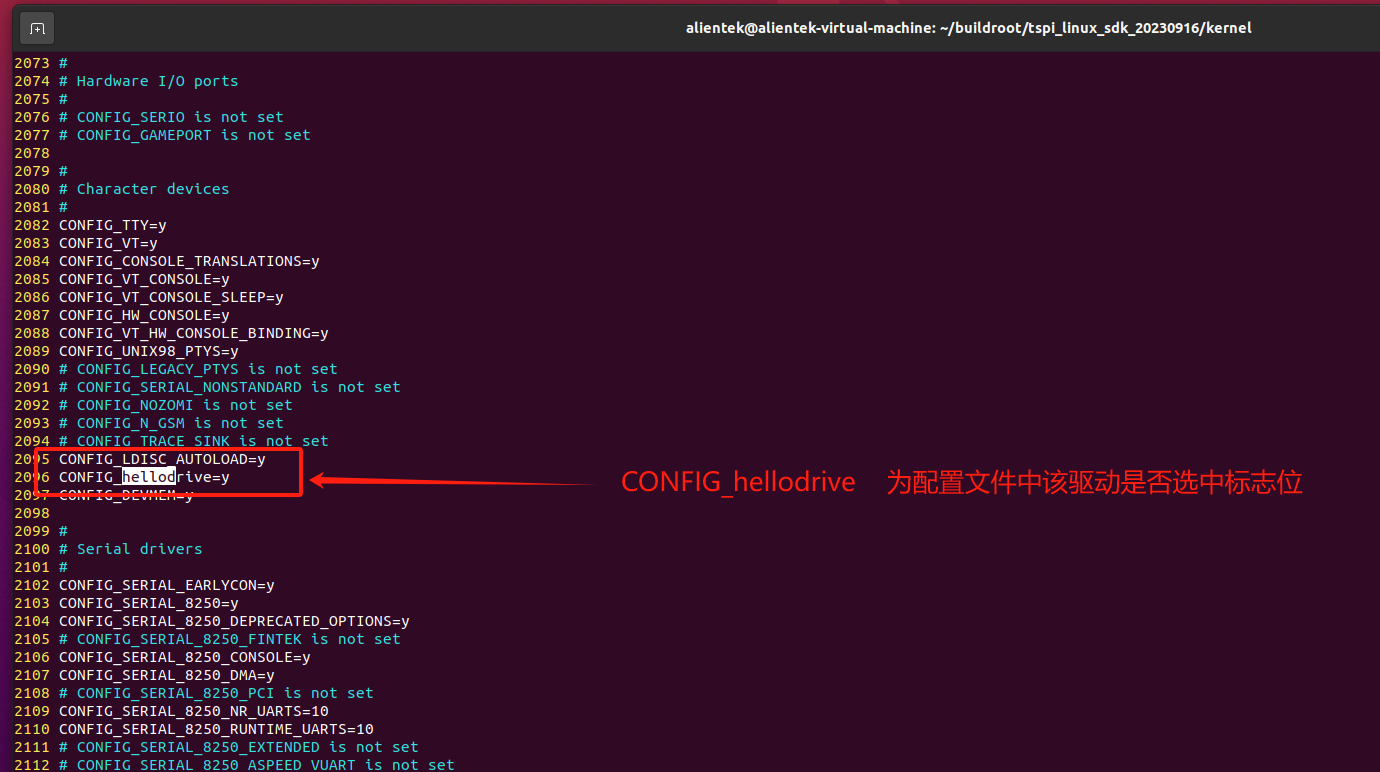 alientek@alientek-virtual-machine: ~/buildroot/tspi_linux_sdk_20230916/kernel
2073 #
2074 # Hardware I/O ports
2075 #
2076 # CONFIG_SERIO is not set
2077 # CONFIG_GAMEPORT is not set
2078
2079 #
2080 # Character devices
2081 #
2082 CONFIG_TTY=y
2083 CONFIG_VT=y
2084 CONFIG_CONSOLE_TRANSLATIONS=y
2085 CONFIG_VT_CONSOLE=y
2086 CONFIG_VT_CONSOLE_SLEEP=y
2087 CONFIG_HW_CONSOLE=y
2088 CONFIG_VT_HW_CONSOLE_BINDING=y
2089 CONFIG_UNIX98_PTYS=y
2090 # CONFIG_LEGACY_PTYS is not set
2091 # CONFIG_SERIAL_NONSTANDARD is not set
2092 # CONFIG_NOZOMI is not set
2093 # CONFIG_N_GSM is not set
2094 # CONFIG_TRACE_SINK is not set
2095 CONFIG_LDISC_AUTOLOAD=y
2096 CONFIG_hellodrive=y
CONFIG_hellodrive 为配置文件中该驱动是否选中标志位
2097 CONFIG_DEVMEM=y
2098
2099 #
2100 # Serial drivers
2101 #
2102 CONFIG_SERIAL_EARLYCON=y
2103 CONFIG_SERIAL_8250=y
2104 CONFIG_SERIAL_8250_DEPRECATED_OPTIONS=y
2105 # CONFIG_SERIAL_8250_FINTEK is not set
2106 CONFIG_SERIAL_8250_CONSOLE=y
2107 CONFIG_SERIAL_8250_DMA=y
2108 # CONFIG_SERIAL_8250_PCI is not set
2109 CONFIG_SERIAL_8250_NR_UARTS=10
2110 CONFIG_SERIAL_8250_RUNTIME_UARTS=10
2111 # CONFIG_SERIAL_8250_EXTENDED is not set
2112 # CONFIG_SERIAL_8250_ASPEED_VUART is not set